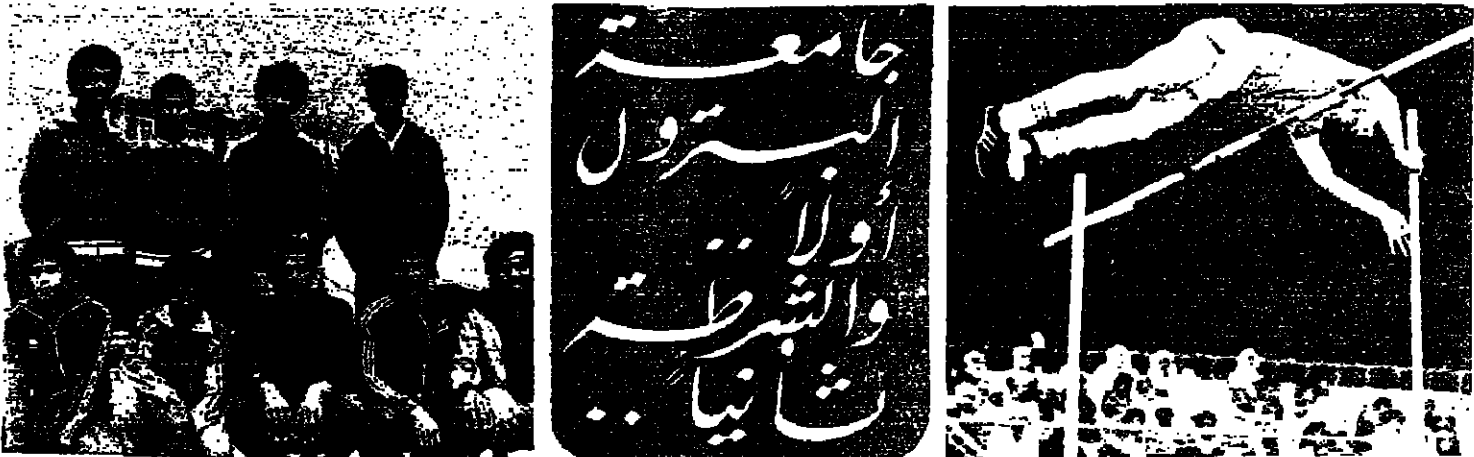 جامعة
البترول
أولاً
والشرطة
ثانياً ..